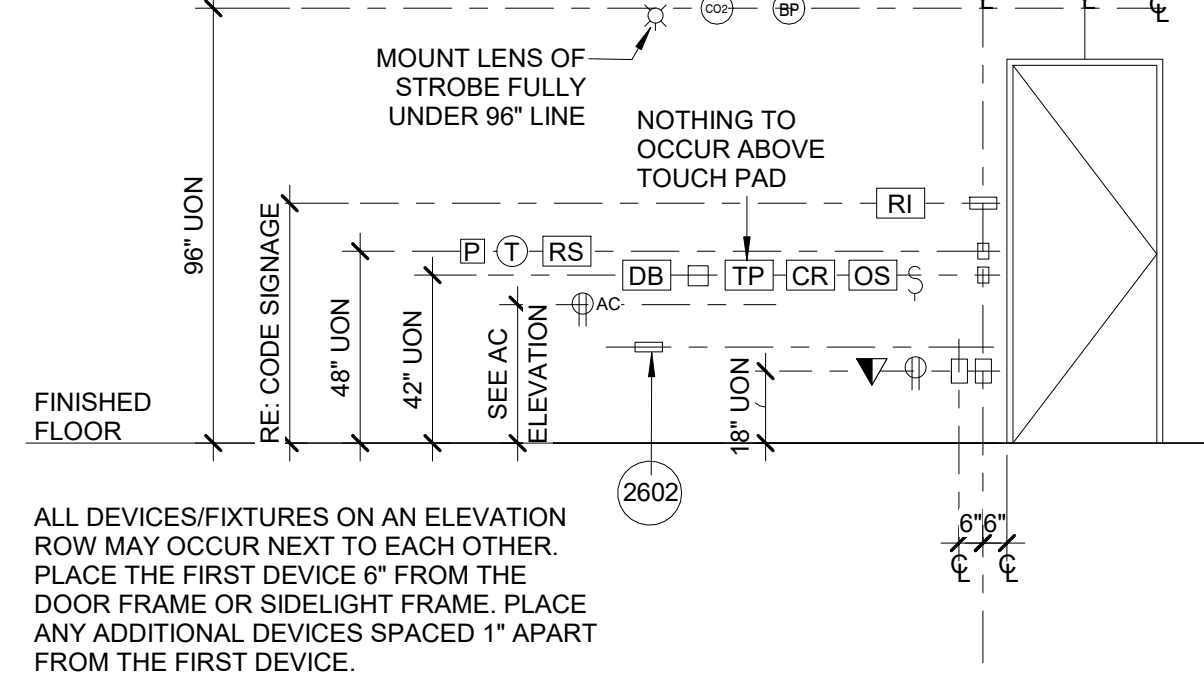 CO2
BP
MOUNT LENS OF
STROBE FULLY
UNDER 96" LINE
NOTHING TO
OCCUR ABOVE
TOUCH PAD
96" UON
RE: CODE SIGNAGE
RI
P T RS
DB TP CR OS
AC
48" UON
42" UON
SEE AC
ELEVATION
18" UON
FINISHED
FLOOR
2602
6" 6"
ALL DEVICES/FIXTURES ON AN ELEVATION
ROW MAY OCCUR NEXT TO EACH OTHER.
PLACE THE FIRST DEVICE 6" FROM THE
DOOR FRAME OR SIDELIGHT FRAME. PLACE
ANY ADDITIONAL DEVICES SPACED 1" APART
FROM THE FIRST DEVICE.